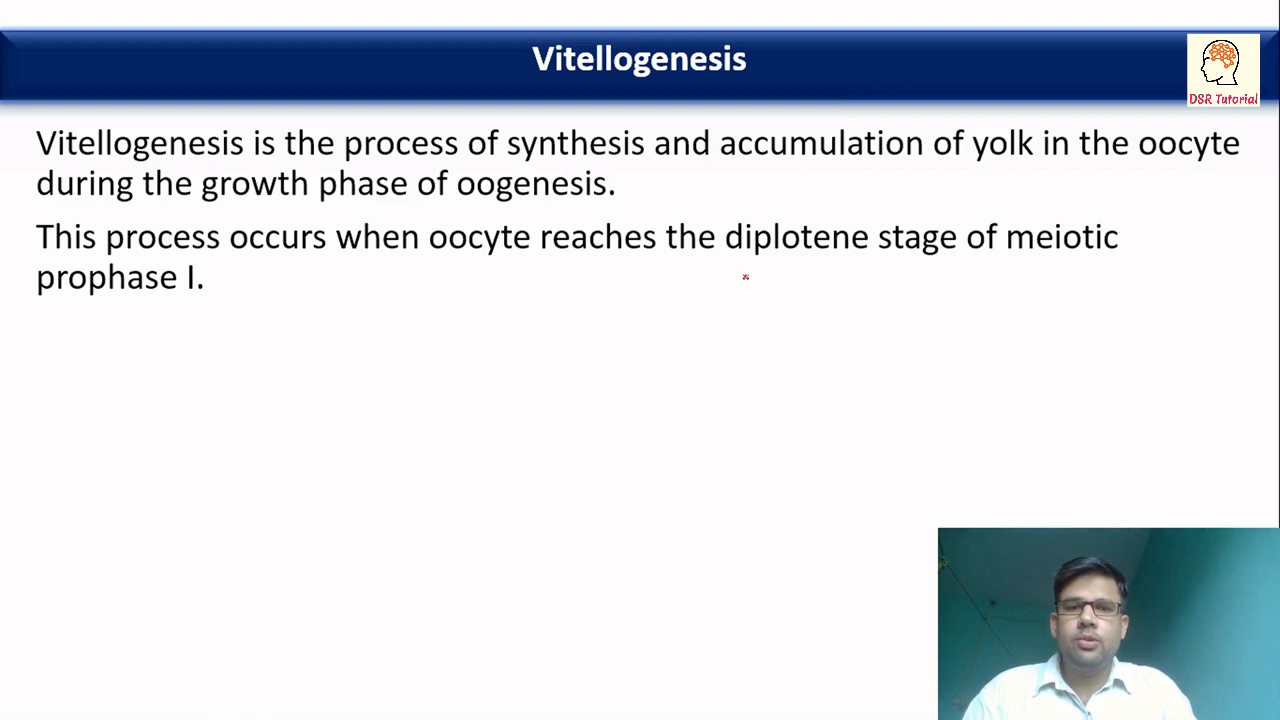 Vitellogenesis
DSR Tutorial
Vitellogenesis is the process of synthesis and accumulation of yolk in the oocyte
during the growth phase of oogenesis.
This process occurs when oocyte reaches the diplotene stage of meiotic
prophase I.